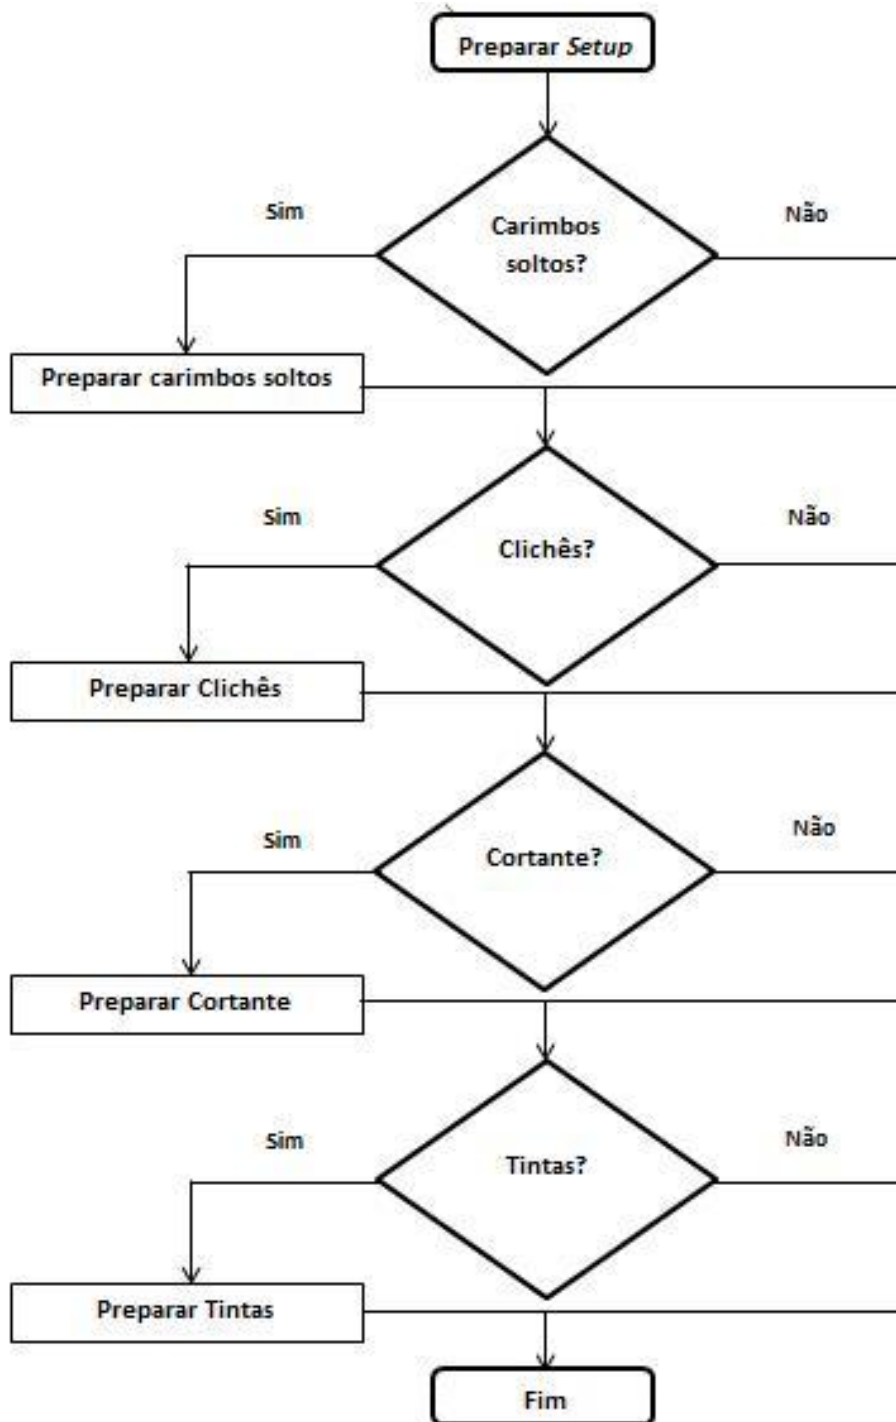 Preparar Setup
Carimbos
soltos?
Sim
Não
Preparar carimbos soltos
Clichês?
Sim
Não
Preparar Clichês
Cortante?
Sim
Não
Preparar Cortante
Tintas?
Sim
Não
Preparar Tintas
Fim